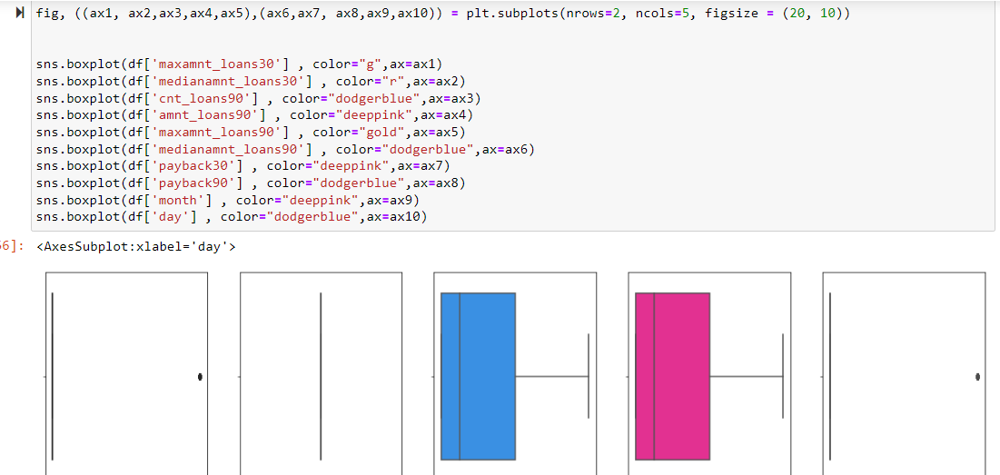 fig, ((ax1, ax2,ax3,ax4,ax5),(ax6,ax7, ax8,ax9,ax10)) = plt.subplots(nrows=2, ncols=5, figsize = (20, 10))
sns.boxplot(df['maxamnt_loans30'] , color="g",ax=ax1)
sns.boxplot(df['medianamnt_loans30'] , color="r",ax=ax2)
sns.boxplot(df['cnt_loans90'] , color="dodgerblue",ax=ax3)
sns.boxplot(df['amnt_loans90'] , color="deeppink",ax=ax4)
sns.boxplot(df['maxamnt_loans90'] , color="gold",ax=ax5)
sns.boxplot(df['medianamnt_loans90'] , color="dodgerblue",ax=ax6)
sns.boxplot(df['payback30'] , color="deeppink",ax=ax7)
sns.boxplot(df['payback90'] , color="dodgerblue",ax=ax8)
sns.boxplot(df['month'] , color="deeppink",ax=ax9)
sns.boxplot(df['day'] , color="dodgerblue",ax=ax10)
6]: <AxesSubplot:xlabel='day'>